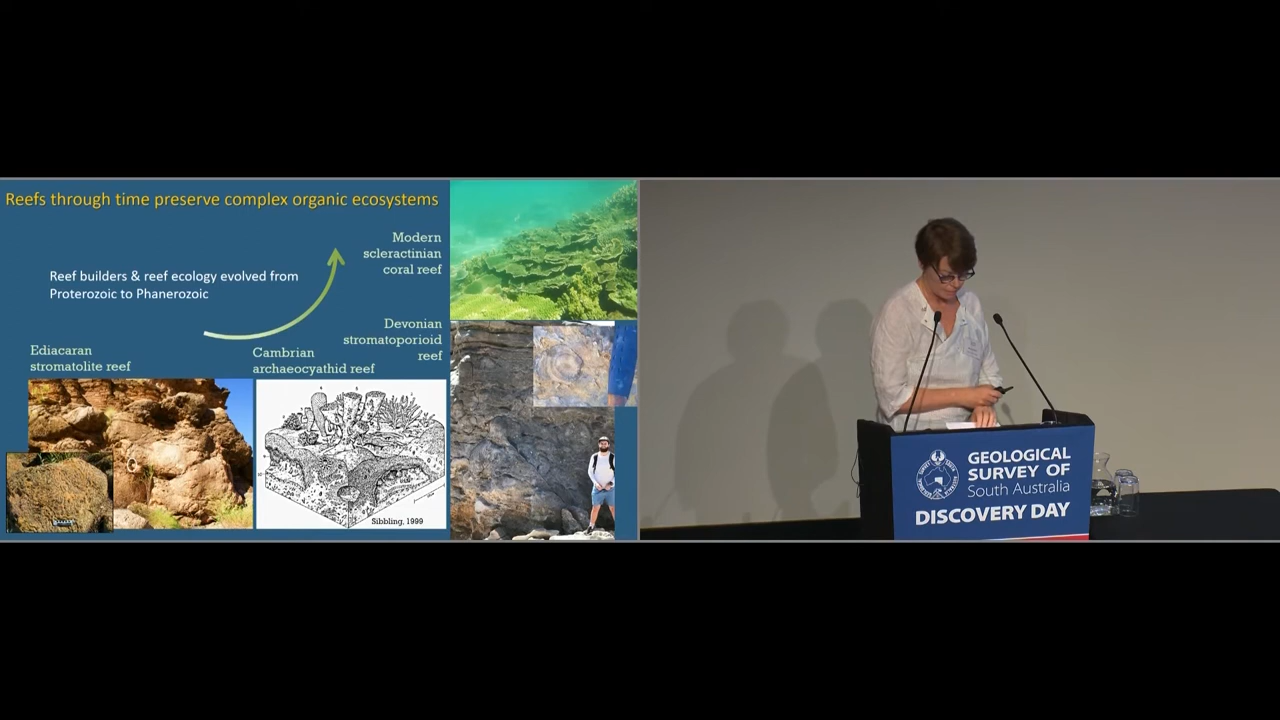 Reefs through time preserve complex organic ecosystems
Modern
scleractinian
coral reef
Reef builders & reef ecology evolved from
Proterozoic to Phanerozoic
Devonian
stromatoporioid
reef
Ediacaran
stromatolite reef
Cambrian
archaeocyathid reef
Sibbling, 1999
GEOLOGICAL
SURVEY OF
South Australia
DISCOVERY DAY